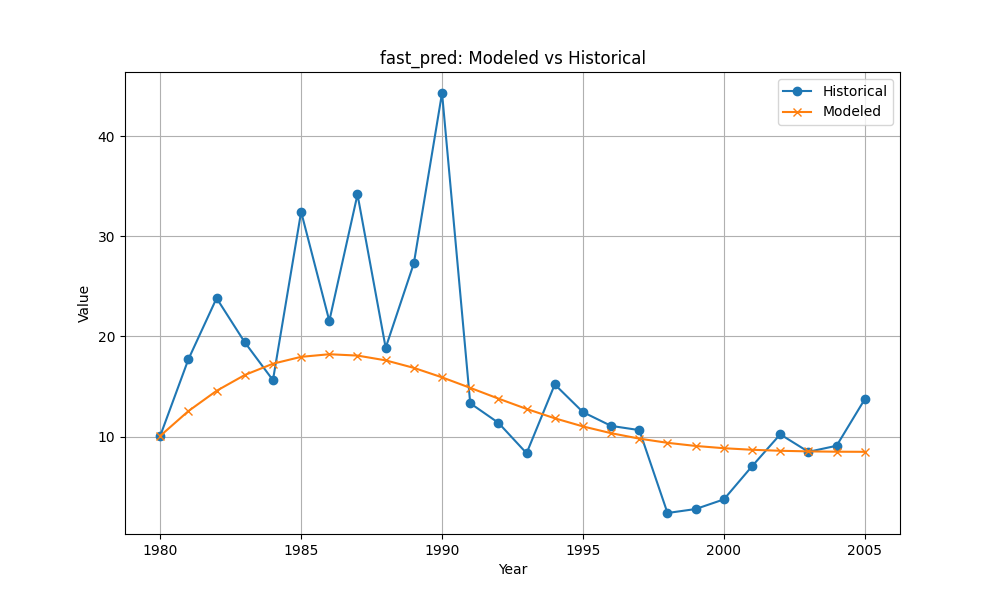 fast_pred: Modeled vs Historical
Historical
Modeled
Value
40
30
20
10
1980 1985 1990 1995 2000 2005
Year